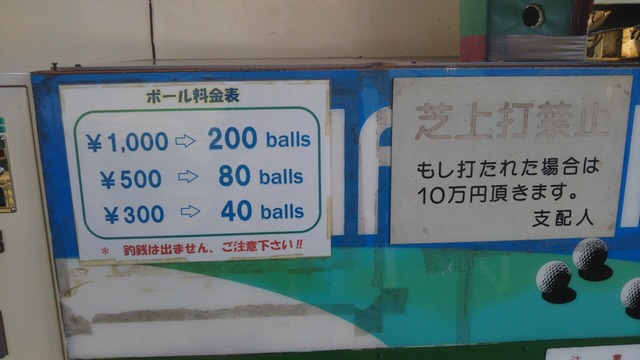 ボール料金表
¥1,000 ⇨ 200 balls
¥500 ⇨ 80 balls
¥300 ⇨ 40 balls
* 釣銭は出ません、ご注意下さい!!
芝上打禁止
もし打たれた場合は
10万円頂きます。
支配人